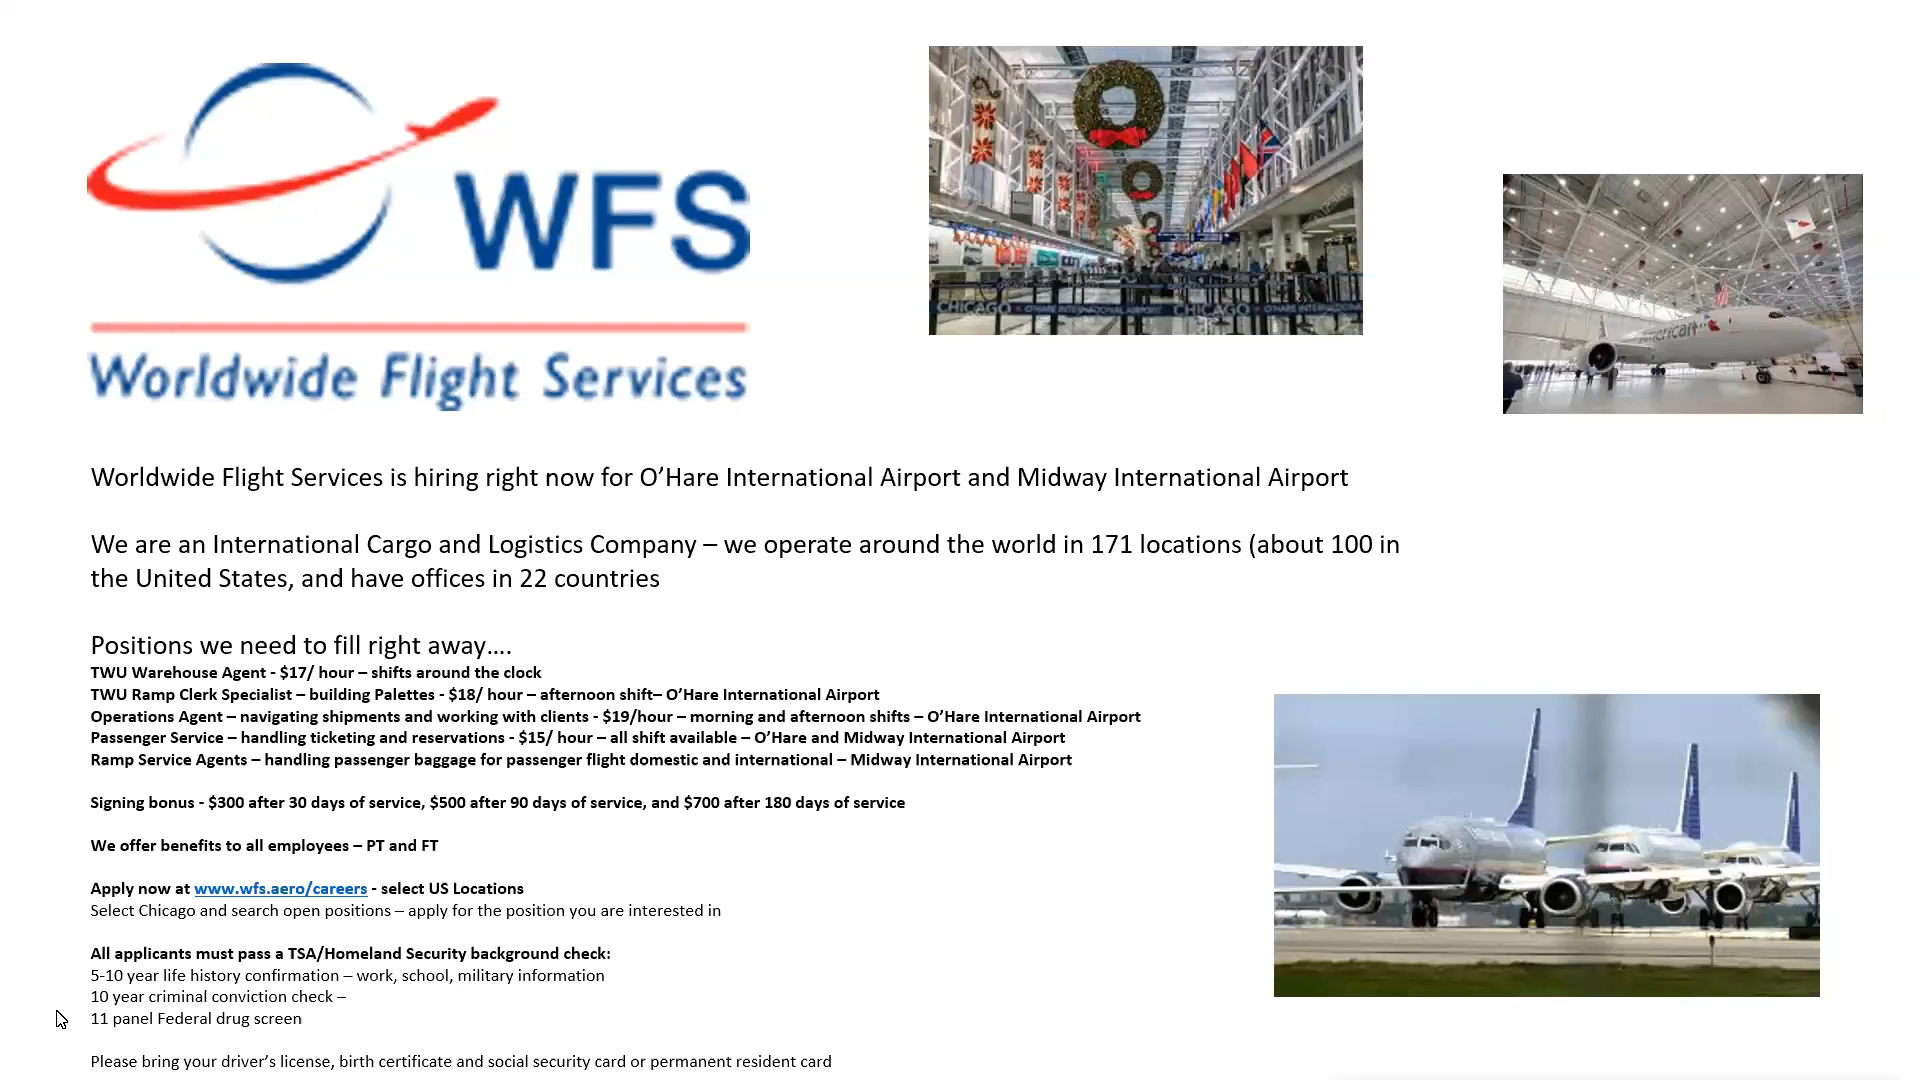 WFS
Worldwide Flight Services
CHICAGO O'HARE INTERNATIONAL AIRPORT CHICAGO
American
Worldwide Flight Services is hiring right now for O’Hare International Airport and Midway International Airport
We are an International Cargo and Logistics Company – we operate around the world in 171 locations (about 100 in
the United States, and have offices in 22 countries
Positions we need to fill right away….
TWU Warehouse Agent - $17/ hour – shifts around the clock
TWU Ramp Clerk Specialist – building Palettes - $18/ hour – afternoon shift– O’Hare International Airport
Operations Agent – navigating shipments and working with clients - $19/hour – morning and afternoon shifts – O’Hare International Airport
Passenger Service – handling ticketing and reservations - $15/ hour – all shift available – O’Hare and Midway International Airport
Ramp Service Agents – handling passenger baggage for passenger flight domestic and international – Midway International Airport
Signing bonus - $300 after 30 days of service, $500 after 90 days of service, and $700 after 180 days of service
We offer benefits to all employees – PT and FT
Apply now at www.wfs.aero/careers - select US Locations
Select Chicago and search open positions – apply for the position you are interested in
All applicants must pass a TSA/Homeland Security background check:
5-10 year life history confirmation – work, school, military information
10 year criminal conviction check –
11 panel Federal drug screen
Please bring your driver’s license, birth certificate and social security card or permanent resident card